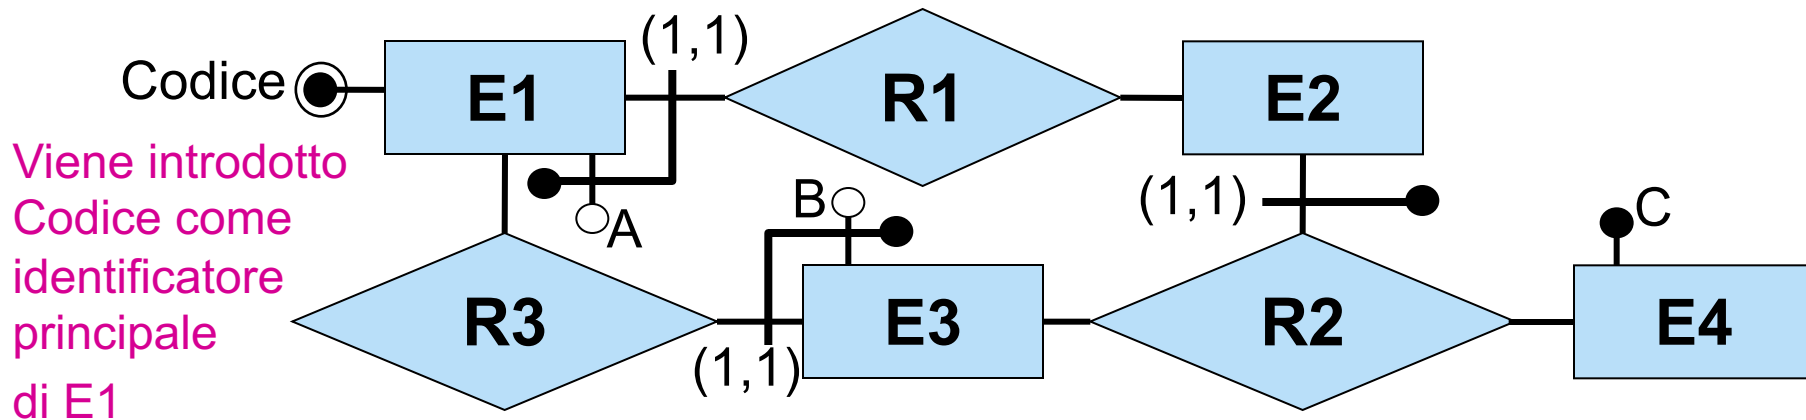 (1,1)
Codice
E1
R1
E2
Viene introdotto
Codice come
identificatore
principale
di E1
A
B
(1,1)
C
R3
E3
R2
E4
(1,1)